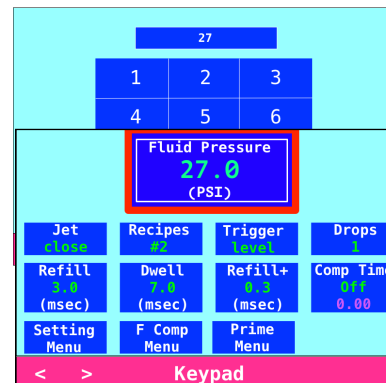 27
1 2 3
4 5 6
Fluid Pressure
27.0
(PSI)
Jet Recipes Trigger Drops
close #2 level 1
Refill Dwell Refill+ Comp Time
3.0 7.0 0.3 Off
(msec) (msec) (msec) 0.00
Setting F Comp Prime
Menu Menu Menu
< > Keypad